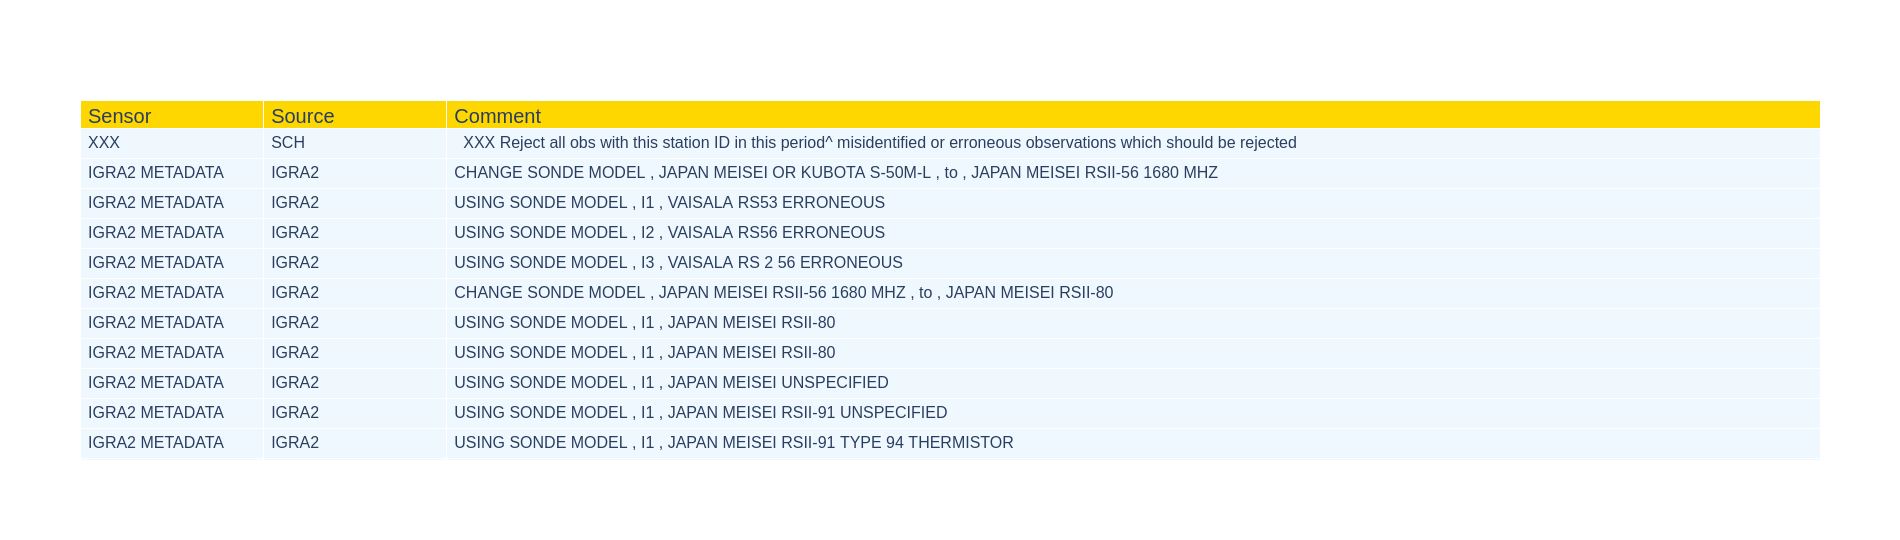 Sensor Source Comment
XXX SCH XXX Reject all obs with this station ID in this period^ misidentified or erroneous observations which should be rejected
IGRA2 METADATA IGRA2 CHANGE SONDE MODEL , JAPAN MEISEI OR KUBOTA S-50M-L , to , JAPAN MEISEI RSII-56 1680 MHZ
IGRA2 METADATA IGRA2 USING SONDE MODEL , I1 , VAISALA RS53 ERRONEOUS
IGRA2 METADATA IGRA2 USING SONDE MODEL , I2 , VAISALA RS56 ERRONEOUS
IGRA2 METADATA IGRA2 USING SONDE MODEL , I3 , VAISALA RS 2 56 ERRONEOUS
IGRA2 METADATA IGRA2 CHANGE SONDE MODEL , JAPAN MEISEI RSII-56 1680 MHZ , to , JAPAN MEISEI RSII-80
IGRA2 METADATA IGRA2 USING SONDE MODEL , I1 , JAPAN MEISEI RSII-80
IGRA2 METADATA IGRA2 USING SONDE MODEL , I1 , JAPAN MEISEI RSII-80
IGRA2 METADATA IGRA2 USING SONDE MODEL , I1 , JAPAN MEISEI UNSPECIFIED
IGRA2 METADATA IGRA2 USING SONDE MODEL , I1 , JAPAN MEISEI RSII-91 UNSPECIFIED
IGRA2 METADATA IGRA2 USING SONDE MODEL , I1 , JAPAN MEISEI RSII-91 TYPE 94 THERMISTOR